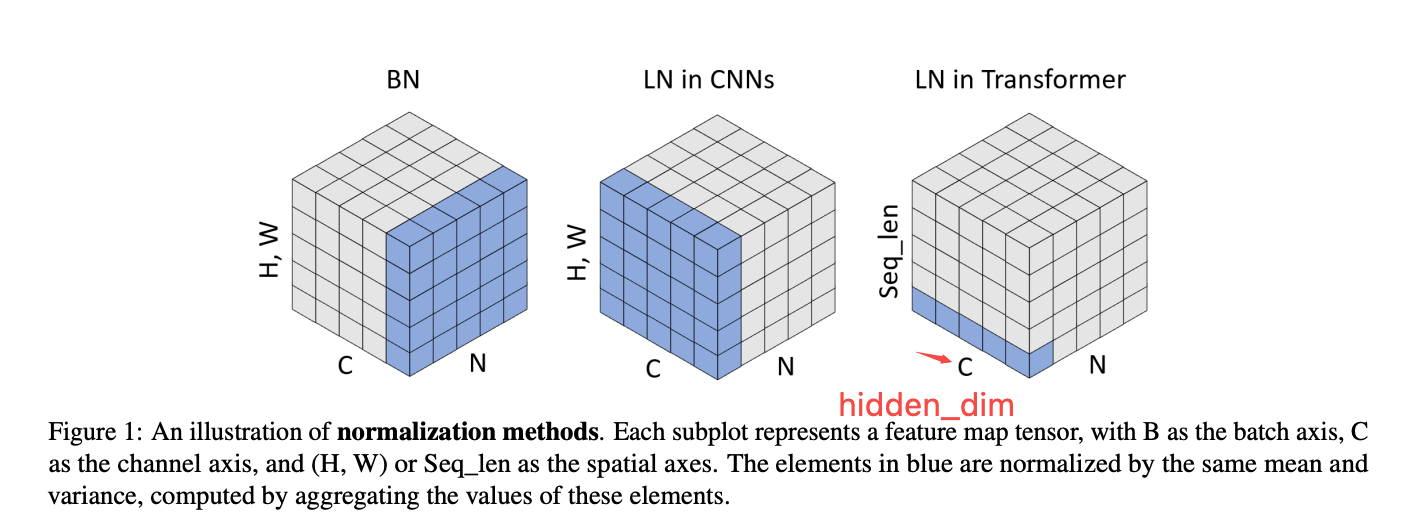 BN
LN in CNNs
LN in Transformer
H, W
C
N
H, W
C
N
Seq_len
C
N
hidden_dim
Figure 1: An illustration of normalization methods. Each subplot represents a feature map tensor, with B as the batch axis, C
as the channel axis, and (H, W) or Seq_len as the spatial axes. The elements in blue are normalized by the same mean and
variance, computed by aggregating the values of these elements.